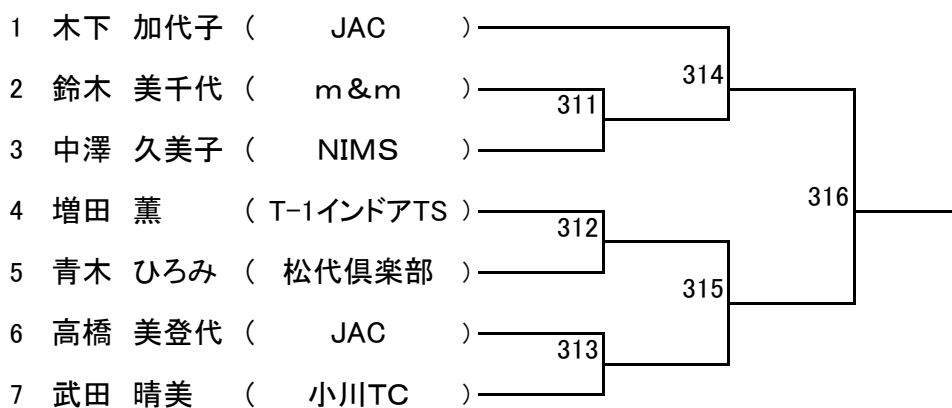 1 木下 加代子 ( JAC )
314
2 鈴木 美千代 ( m&m )
311
3 中澤 久美子 ( NIMS )
316
4 増田 薫 ( T-1インドアTS )
312
5 青木 ひろみ ( 松代倶楽部 )
315
6 高橋 美登代 ( JAC )
313
7 武田 晴美 ( 小川TC )